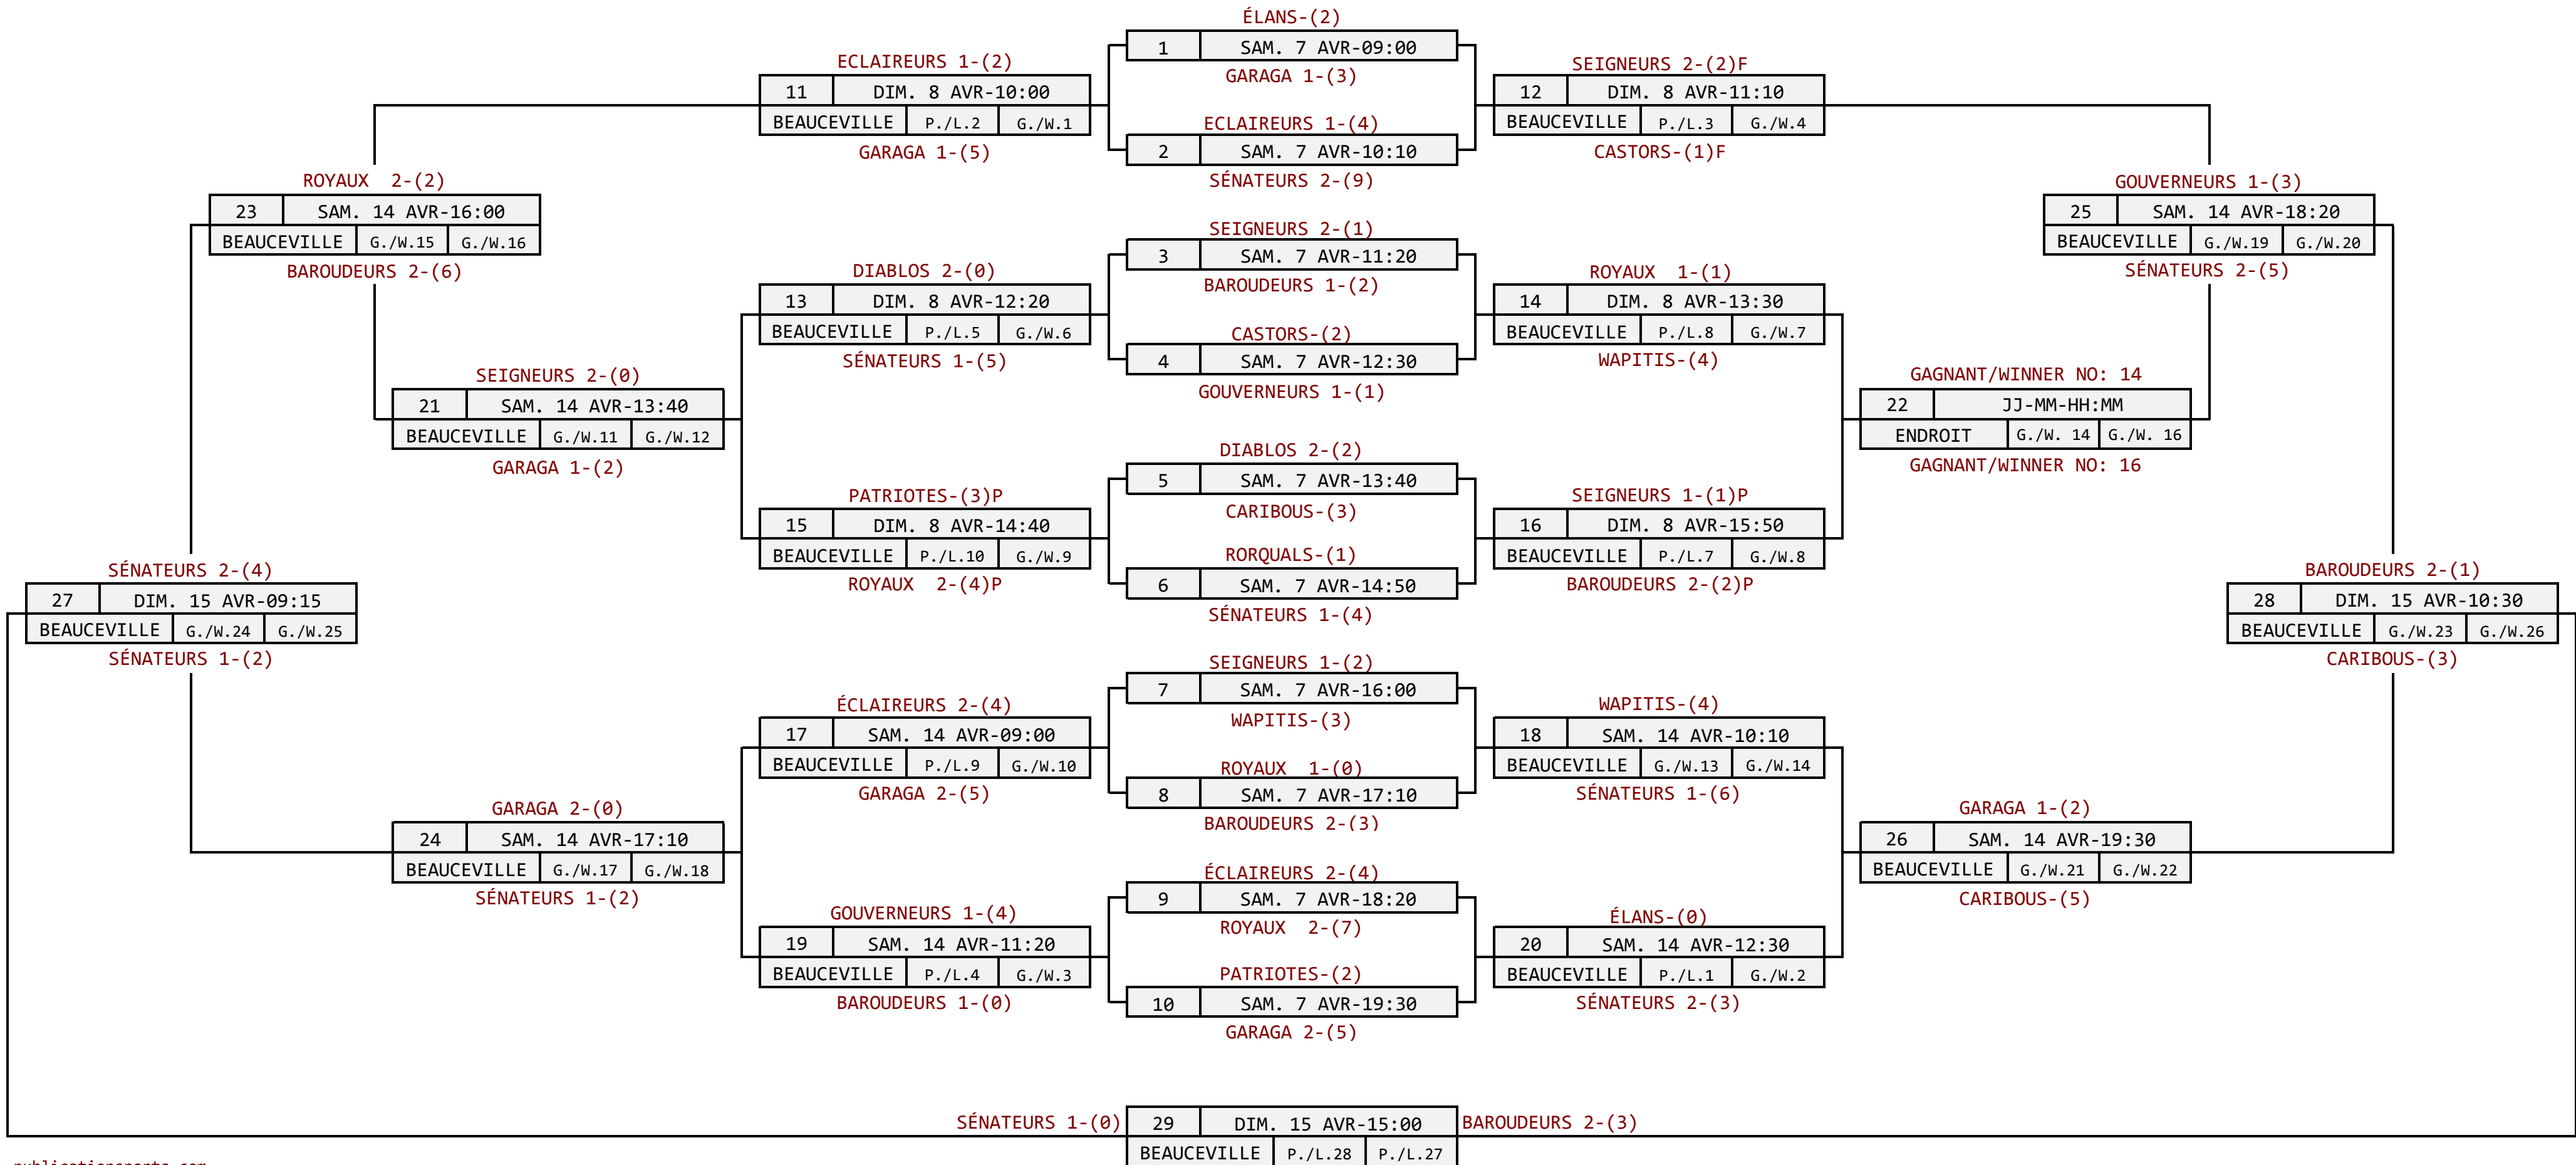 ÉLANS-(2)
1 SAM. 7 AVR-09:00
GARAGA 1-(3)
ECLAIREURS 1-(4)
2 SAM. 7 AVR-10:10
SÉNATEURS 2-(9)
SEIGNEURS 2-(1)
3 SAM. 7 AVR-11:20
BAROUDEURS 1-(2)
CASTORS-(2)
4 SAM. 7 AVR-12:30
GOUVERNEURS 1-(1)
DIABLOS 2-(2)
5 SAM. 7 AVR-13:40
CARIBOUS-(3)
RORQUALS-(1)
6 SAM. 7 AVR-14:50
SÉNATEURS 1-(4)
SEIGNEURS 1-(2)
7 SAM. 7 AVR-16:00
WAPITIS-(3)
ROYAUX 1-(0)
8 SAM. 7 AVR-17:10
BAROUDEURS 2-(3)
ÉCLAIREURS 2-(4)
9 SAM. 7 AVR-18:20
ROYAUX 2-(7)
PATRIOTES-(2)
10 SAM. 7 AVR-19:30
GARAGA 2-(5)
ECLAIREURS 1-(2)
11 DIM. 8 AVR-10:00
BEAUCEVILLE P./L.2 G./W.1
GARAGA 1-(5)
SEIGNEURS 2-(2)F
12 DIM. 8 AVR-11:10
BEAUCEVILLE P./L.3 G./W.4
CASTORS-(1)F
DIABLOS 2-(0)
13 DIM. 8 AVR-12:20
BEAUCEVILLE P./L.5 G./W.6
SÉNATEURS 1-(5)
ROYAUX 1-(1)
14 DIM. 8 AVR-13:30
BEAUCEVILLE P./L.8 G./W.7
WAPITIS-(4)
PATRIOTES-(3)P
15 DIM. 8 AVR-14:40
BEAUCEVILLE P./L.10 G./W.9
ROYAUX 2-(4)P
SEIGNEURS 1-(1)P
16 DIM. 8 AVR-15:50
BEAUCEVILLE P./L.7 G./W.8
BAROUDEURS 2-(2)P
ÉCLAIREURS 2-(4)
17 SAM. 14 AVR-09:00
BEAUCEVILLE P./L.9 G./W.10
GARAGA 2-(5)
WAPITIS-(4)
18 SAM. 14 AVR-10:10
BEAUCEVILLE G./W.13 G./W.14
SÉNATEURS 1-(6)
GOUVERNEURS 1-(4)
19 SAM. 14 AVR-11:20
BEAUCEVILLE P./L.4 G./W.3
BAROUDEURS 1-(0)
ÉLANS-(0)
20 SAM. 14 AVR-12:30
BEAUCEVILLE P./L.1 G./W.2
SÉNATEURS 2-(3)
SEIGNEURS 2-(0)
21 SAM. 14 AVR-13:40
BEAUCEVILLE G./W.11 G./W.12
GARAGA 1-(2)
GAGNANT/WINNER NO: 14
22 JJ-MM-HH:MM
ENDROIT G./W. 14 G./W. 16
GAGNANT/WINNER NO: 16
ROYAUX 2-(2)
23 SAM. 14 AVR-16:00
BEAUCEVILLE G./W.15 G./W.16
BAROUDEURS 2-(6)
GARAGA 2-(0)
24 SAM. 14 AVR-17:10
BEAUCEVILLE G./W.17 G./W.18
SÉNATEURS 1-(2)
GOUVERNEURS 1-(3)
25 SAM. 14 AVR-18:20
BEAUCEVILLE G./W.19 G./W.20
SÉNATEURS 2-(5)
GARAGA 1-(2)
26 SAM. 14 AVR-19:30
BEAUCEVILLE G./W.21 G./W.22
CARIBOUS-(5)
SÉNATEURS 2-(4)
27 DIM. 15 AVR-09:15
BEAUCEVILLE G./W.24 G./W.25
SÉNATEURS 1-(2)
BAROUDEURS 2-(1)
28 DIM. 15 AVR-10:30
BEAUCEVILLE G./W.23 G./W.26
CARIBOUS-(3)
SÉNATEURS 1-(0) 29 DIM. 15 AVR-15:00 BAROUDEURS 2-(3)
BEAUCEVILLE P./L.28 P./L.27